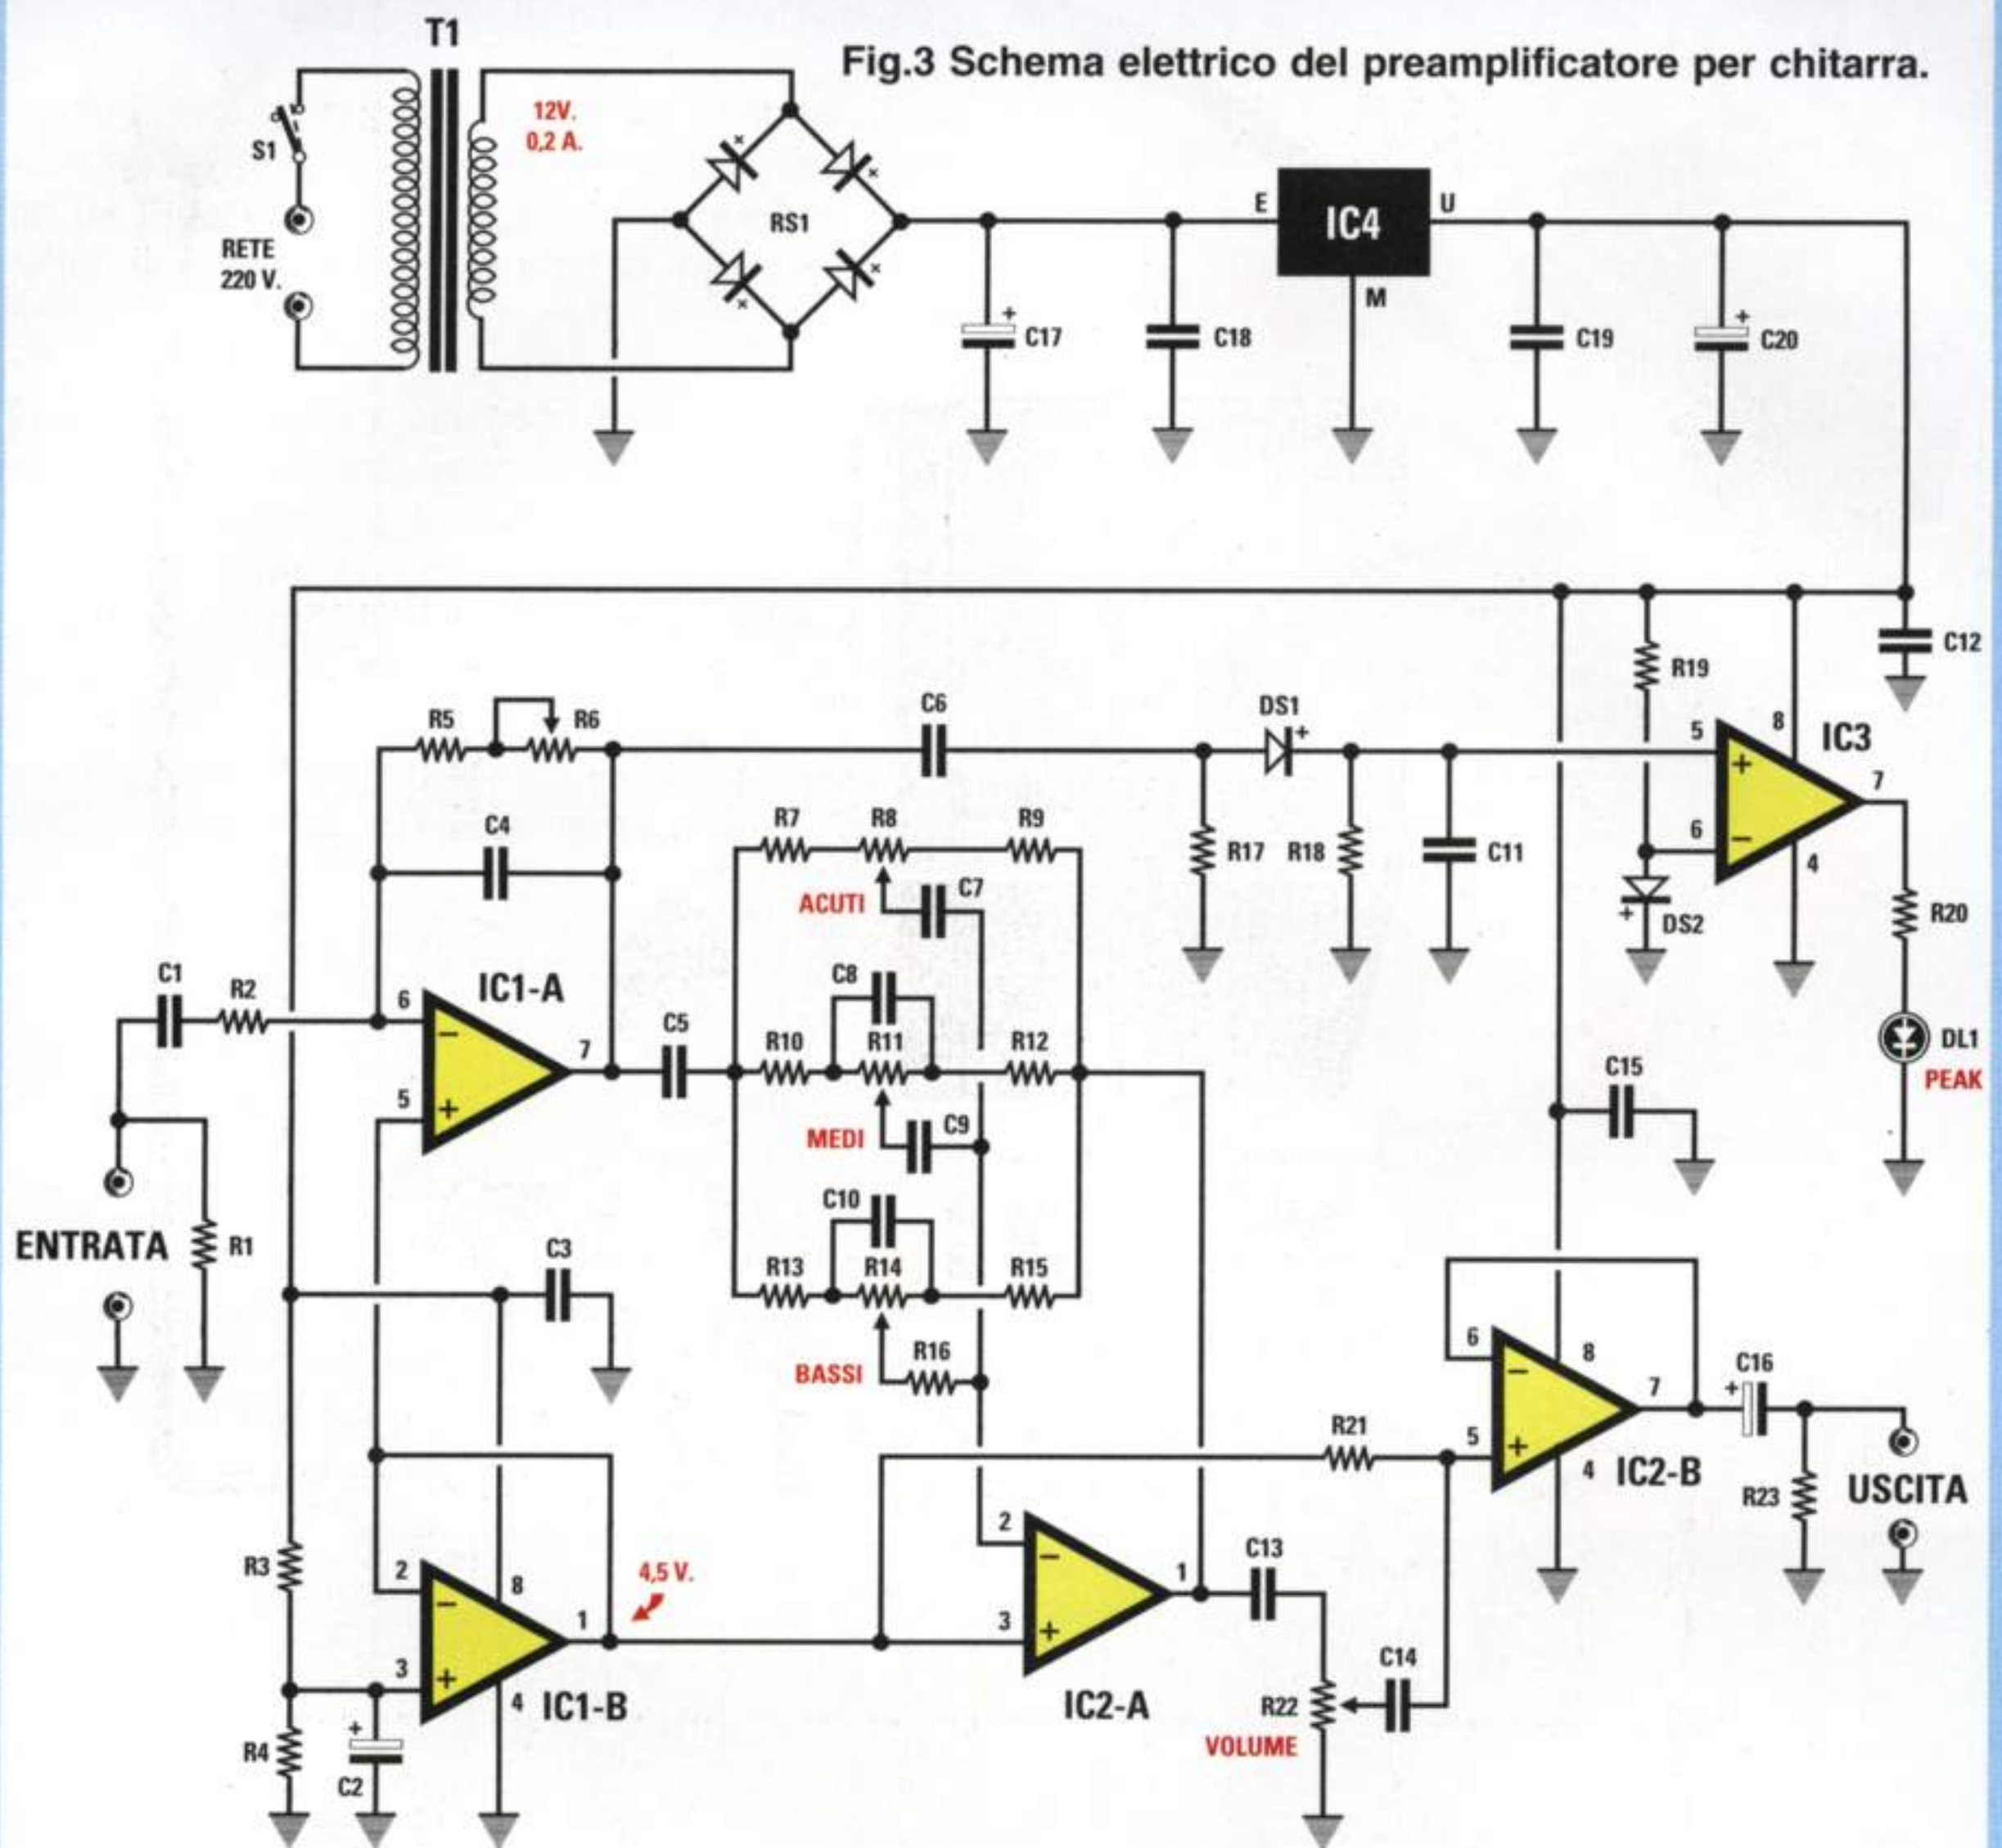 Fig.3 Schema elettrico del preamplificatore per chitarra.
T1
12V.
0,2 A.
S1
RETE
220 V.
RS1
E
IC4
U
M
C17
+
C18
C19
C20
+
C12
R19
R5
R6
C6
DS1
+
5
8
IC3
+
7
6
−
4
C4
R7
R8
R9
R17
R18
C11
ACUTI
C7
+
DS2
R20
C1
R2
IC1-A
6
−
7
5
+
C5
C8
R10
R11
R12
C15
DL1
PEAK
MEDI
C9
C10
ENTRATA
R1
C3
R13
R14
R15
BASSI
R16
6
−
8
7
C16
+
R21
5
+
4
IC2-B
R23
USCITA
R3
2
−
8
4,5 V.
1
3
+
4
IC1-B
R4
+
C2
2
−
1
3
+
IC2-A
C13
C14
R22
VOLUME